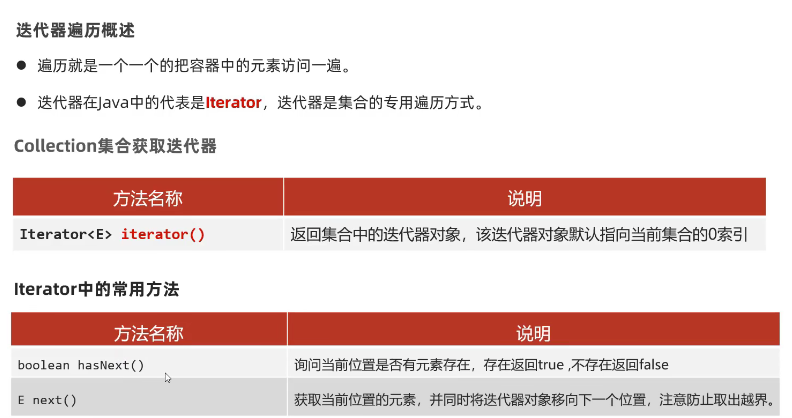 迭代器遍历概述
● 遍历就是一个一个的把容器中的元素访问一遍。
● 迭代器在Java中的代表是Iterator，迭代器是集合的专用遍历方式。
Collection集合获取迭代器
方法名称 说明
Iterator<E> iterator() 返回集合中的迭代器对象，该迭代器对象默认指向当前集合的0索引
Iterator中的常用方法
方法名称 说明
boolean hasNext() 询问当前位置是否有元素存在，存在返回true ,不存在返回false
E next() 获取当前位置的元素，并同时将迭代器对象移向下一个位置，注意防止取出越界。